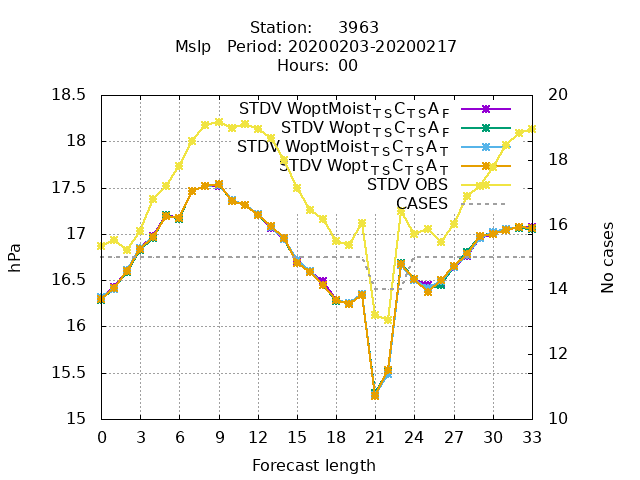 Station: 3963
Mslp Period: 20200203-20200217
Hours: 00
18.5
18
17.5
17
16.5
16
15.5
15
hPa
20
18
16
14
12
10
No cases
STDV WoptMoist_TS C_TS A_F
STDV Wopt_TS C_TS A_F
STDV WoptMoist_TS C_TS A_T
STDV Wopt_TS C_TS A_T
STDV OBS
CASES
0 3 6 9 12 15 18 21 24 27 30 33
Forecast length